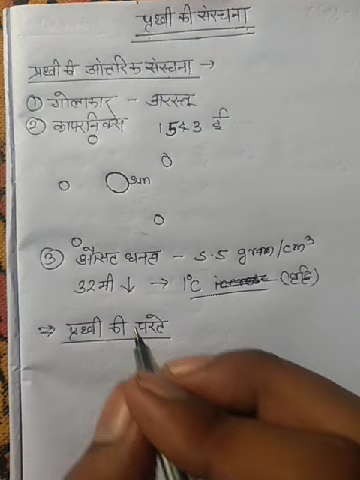 पृथ्वी की संरचना
पृथ्वी की आंतरिक संरचना →
① गोलाकार - अरस्तू
② कापरनिकस 1543 ई
sun
③ औसत घनत्व - 5.5 gram/cm³
32मी ↓ → 1°C (वृद्धि)
⇒ पृथ्वी की परते